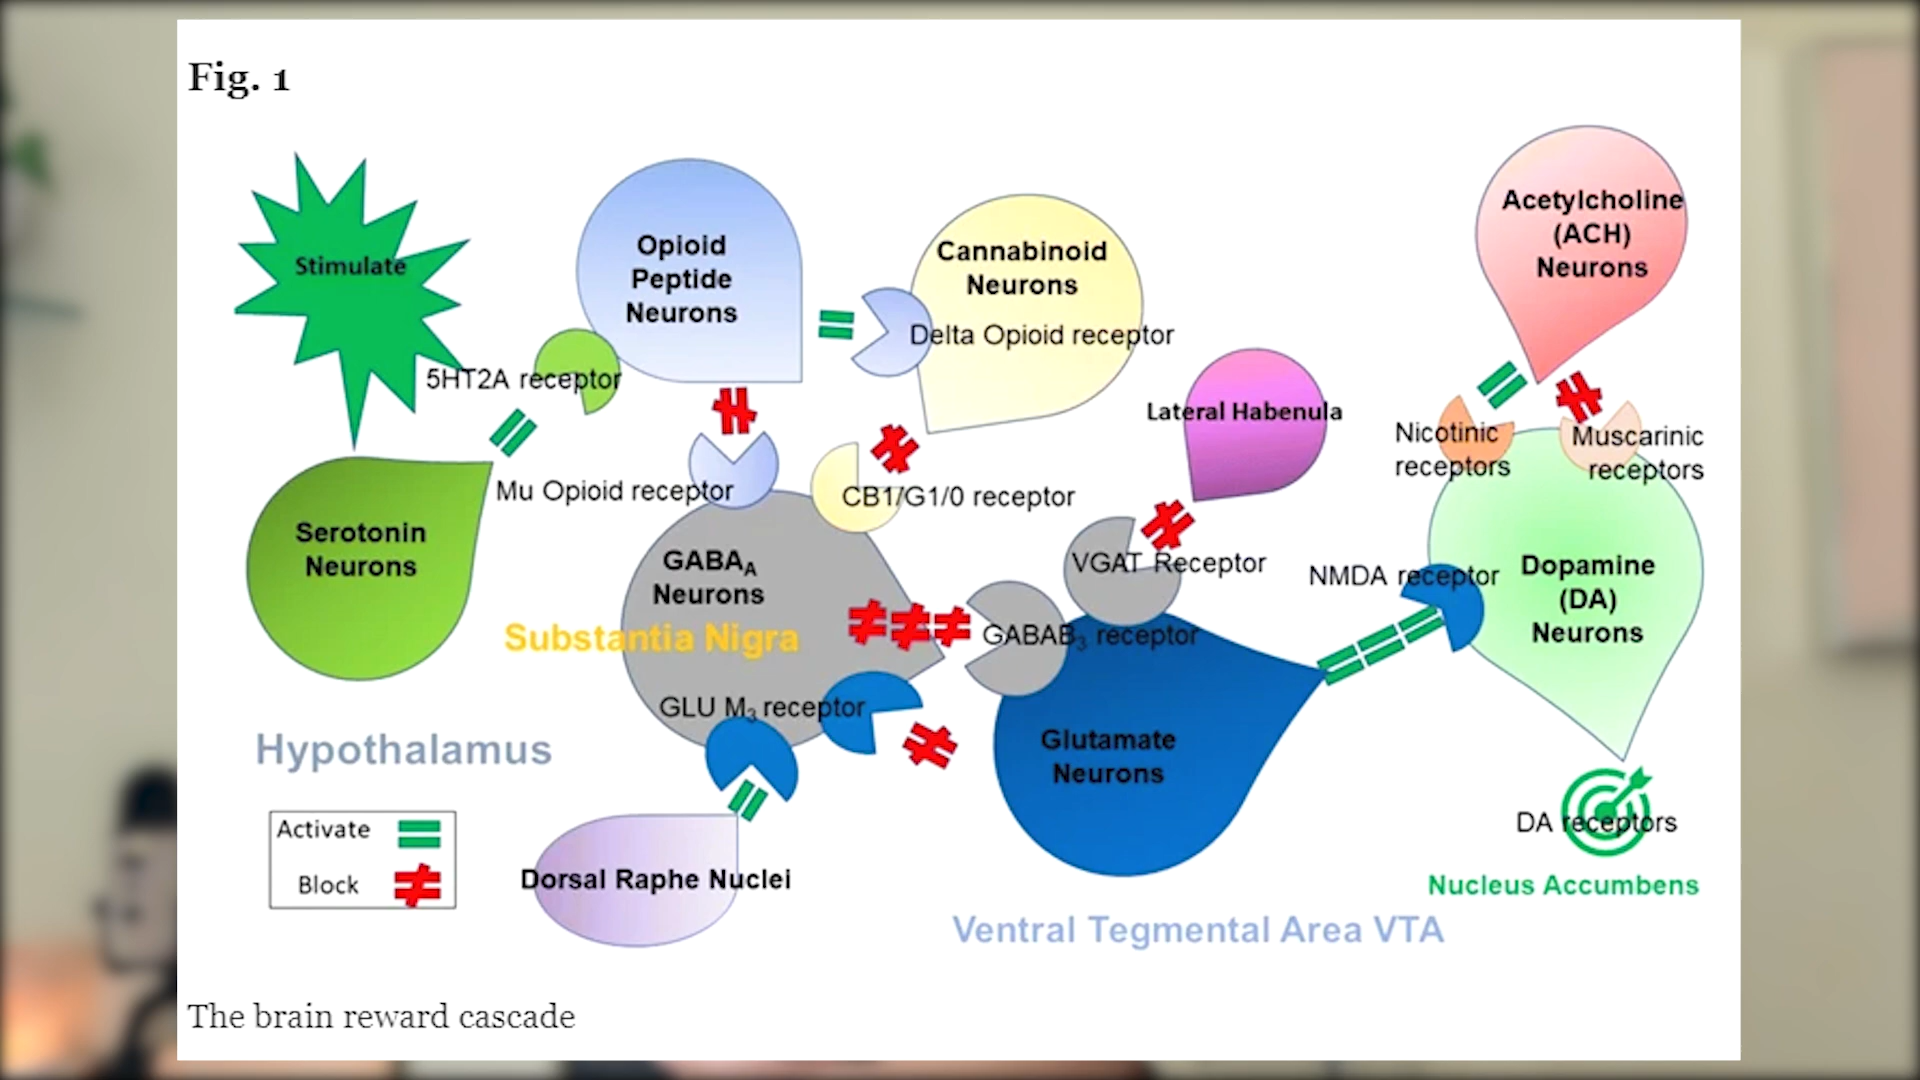 Fig. 1
Stimulate
Opioid
Peptide
Neurons
Cannabinoid
Neurons
Acetylcholine
(ACH)
Neurons
Delta Opioid receptor
5HT2A receptor
Lateral Habenula
Nicotinic
receptors
Muscarinic
receptors
Mu Opioid receptor
CB1/G1/0 receptor
Serotonin
Neurons
GABAA
Neurons
VGAT Receptor
NMDA receptor
Dopamine
(DA)
Neurons
Substantia Nigra
GABAB3 receptor
GLU M3 receptor
Hypothalamus
Glutamate
Neurons
Activate
Block
DA receptors
Dorsal Raphe Nuclei
Nucleus Accumbens
Ventral Tegmental Area VTA
The brain reward cascade